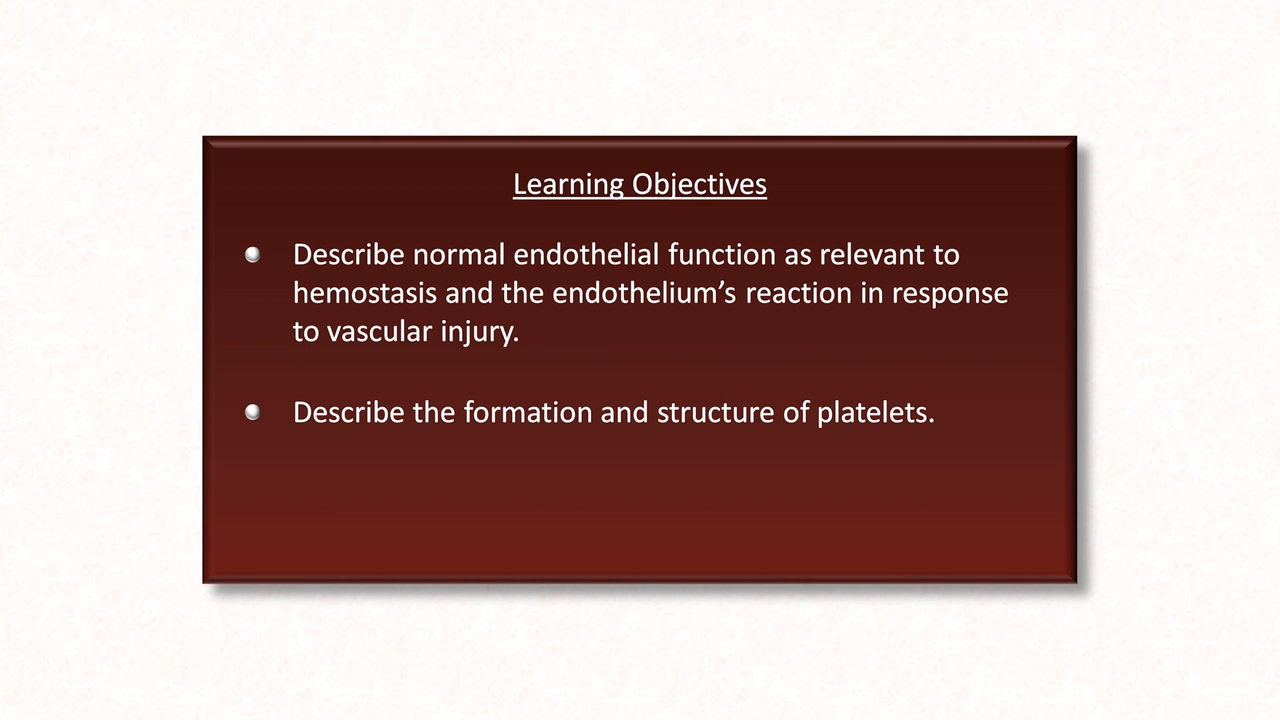 Learning Objectives
Describe normal endothelial function as relevant to
hemostasis and the endothelium’s reaction in response
to vascular injury.
Describe the formation and structure of platelets.